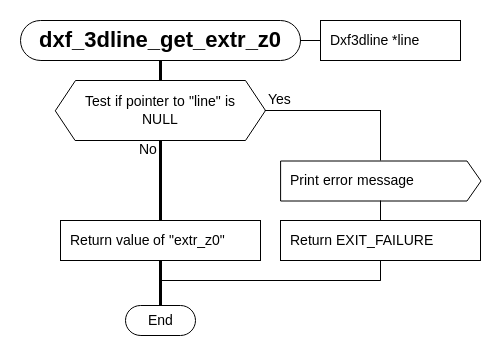 dxf_3dline_get_extr_z0
Dxf3dline *line
Test if pointer to "line" is
NULL
Yes
No
Print error message
Return value of "extr_z0"
Return EXIT_FAILURE
End